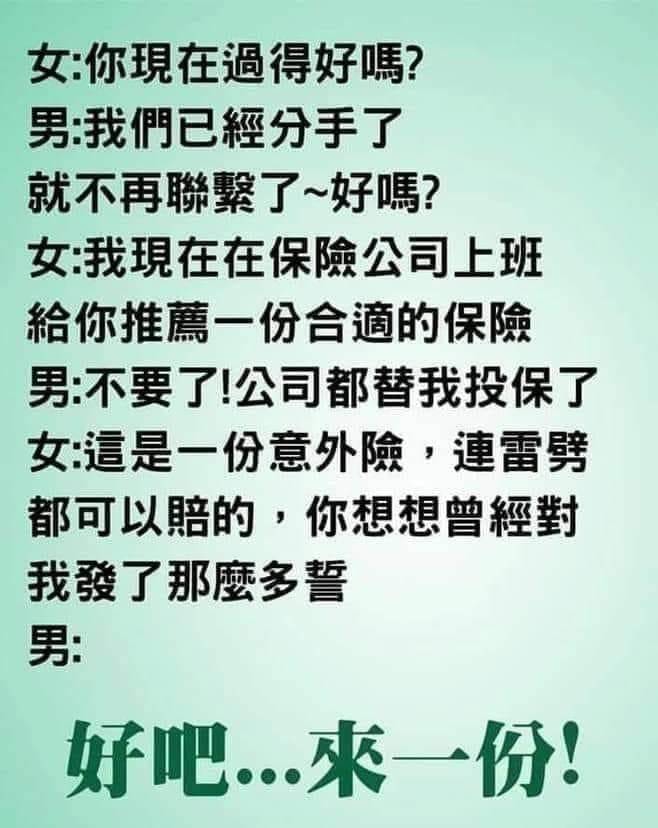 女:你現在過得好嗎?
男:我們已經分手了
就不再聯繫了~好嗎?
女:我現在在保險公司上班
給你推薦一份合適的保險
男:不要了!公司都替我投保了
女:這是一份意外險，連雷劈
都可以賠的，你想想曾經對
我發了那麼多誓
男:
好吧...來一份!